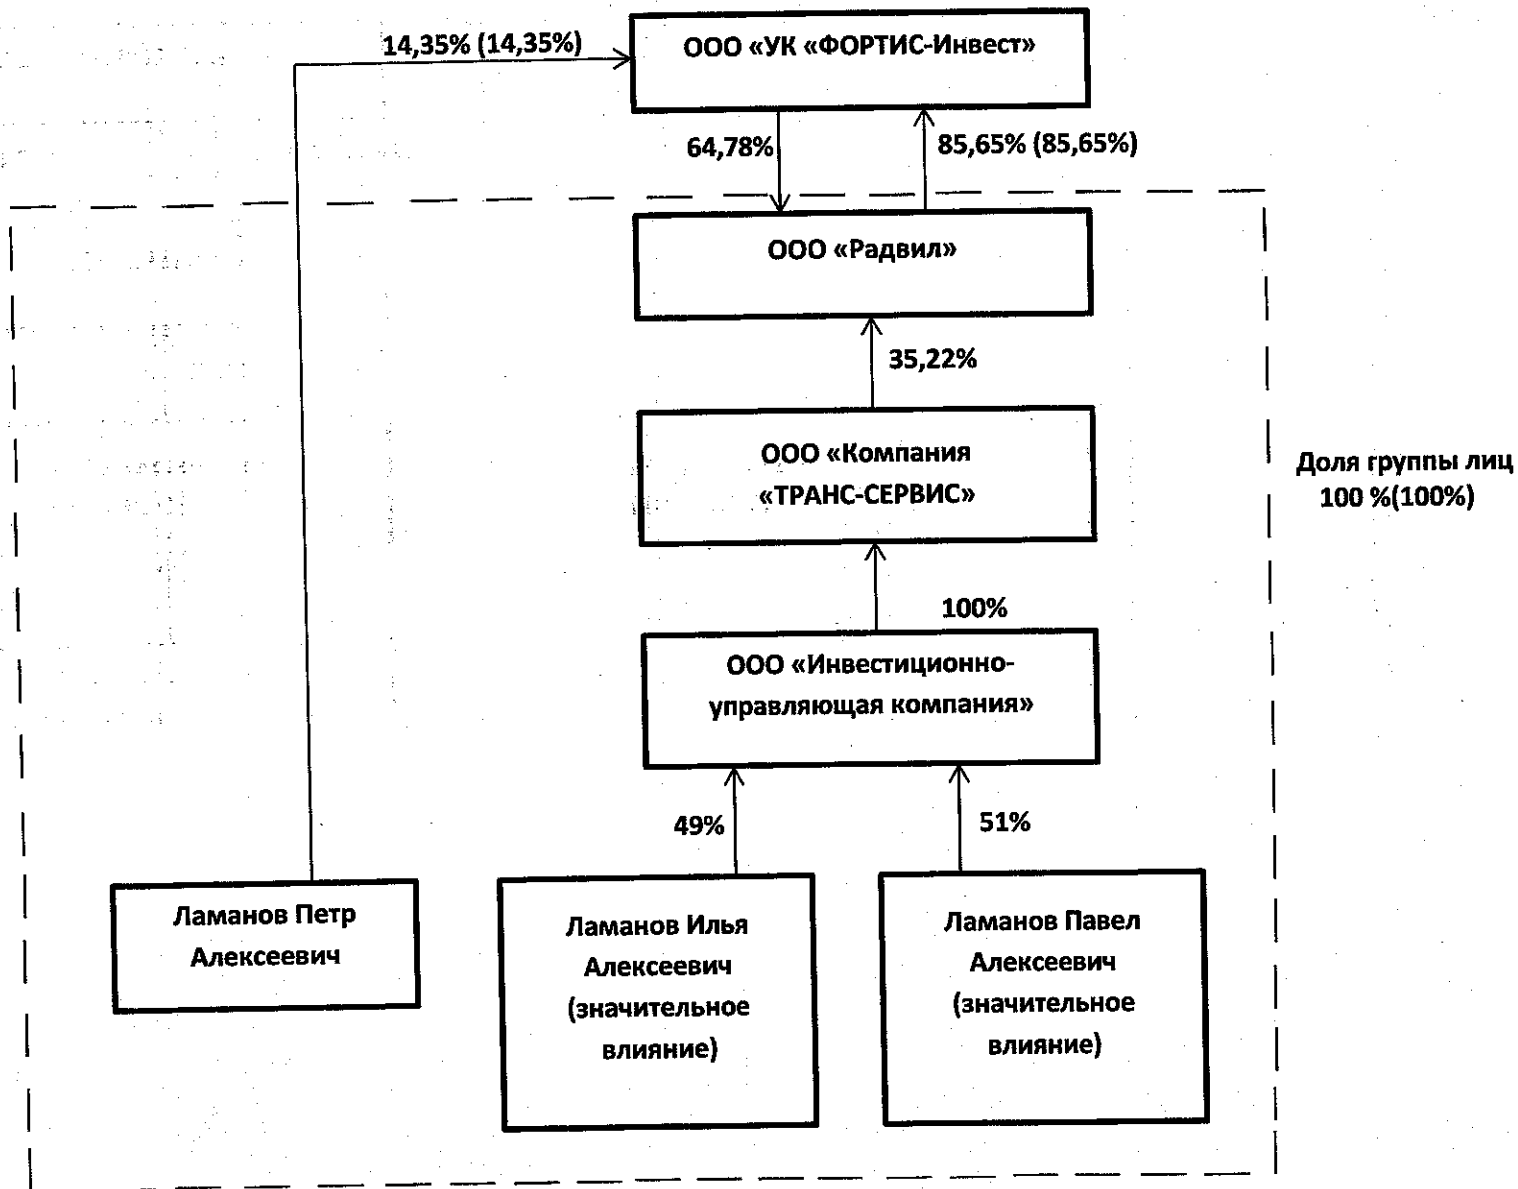 14,35% (14,35%)
ООО «УК «ФОРТИС-Инвест»
64,78%
85,65% (85,65%)
ООО «Радвил»
35,22%
ООО «Компания
«ТРАНС-СЕРВИС»
Доля группы лиц
100 %(100%)
100%
ООО «Инвестиционно-
управляющая компания»
49%
51%
Ламанов Петр
Алексеевич
Ламанов Илья
Алексеевич
(значительное
влияние)
Ламанов Павел
Алексеевич
(значительное
влияние)